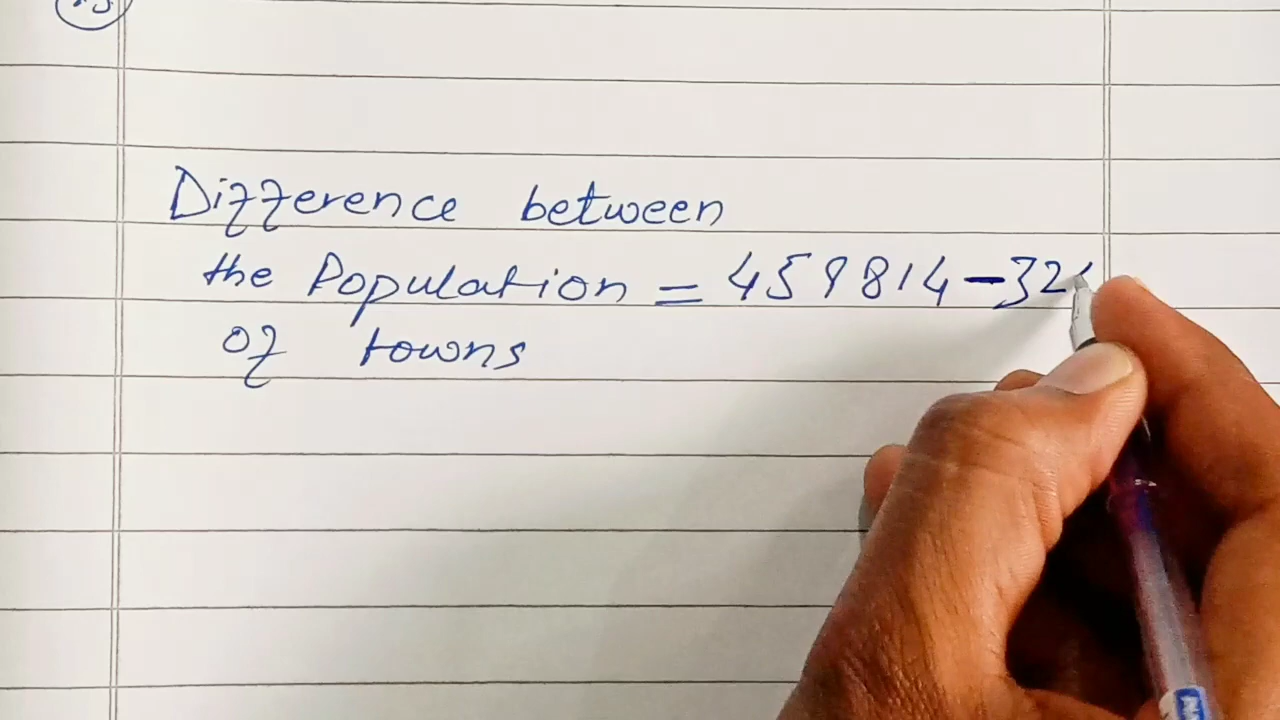 Difference between
the Population = 459814-32
of towns